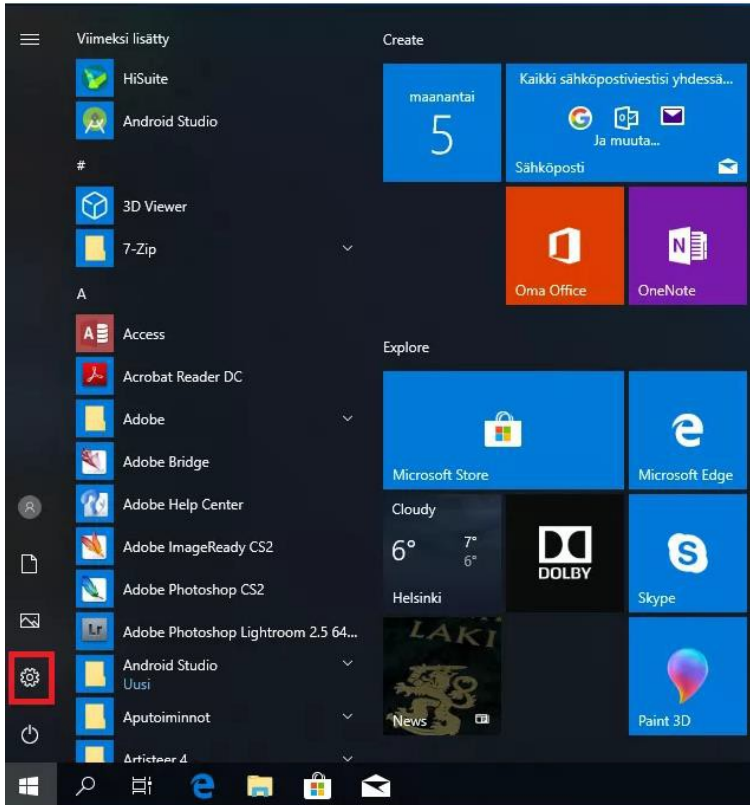 Viimeksi lisätty
HiSuite
Android Studio
#
3D Viewer
7-Zip
A
Access
Acrobat Reader DC
Adobe
Adobe Bridge
Adobe Help Center
Adobe ImageReady CS2
Adobe Photoshop CS2
Lr
Adobe Photoshop Lightroom 2.5 64...
Android Studio
Uusi
Aputoiminnot
Artisteer 4
Create
maanantai
5
Kaikki sähköpostiviestisi yhdessä...
Ja muuta...
Sähköposti
Oma Office
N
OneNote
Explore
Microsoft Store
Microsoft Edge
Cloudy
6° 7°
6°
Helsinki
DOLBY
S
Skype
LAKI
News
Paint 3D